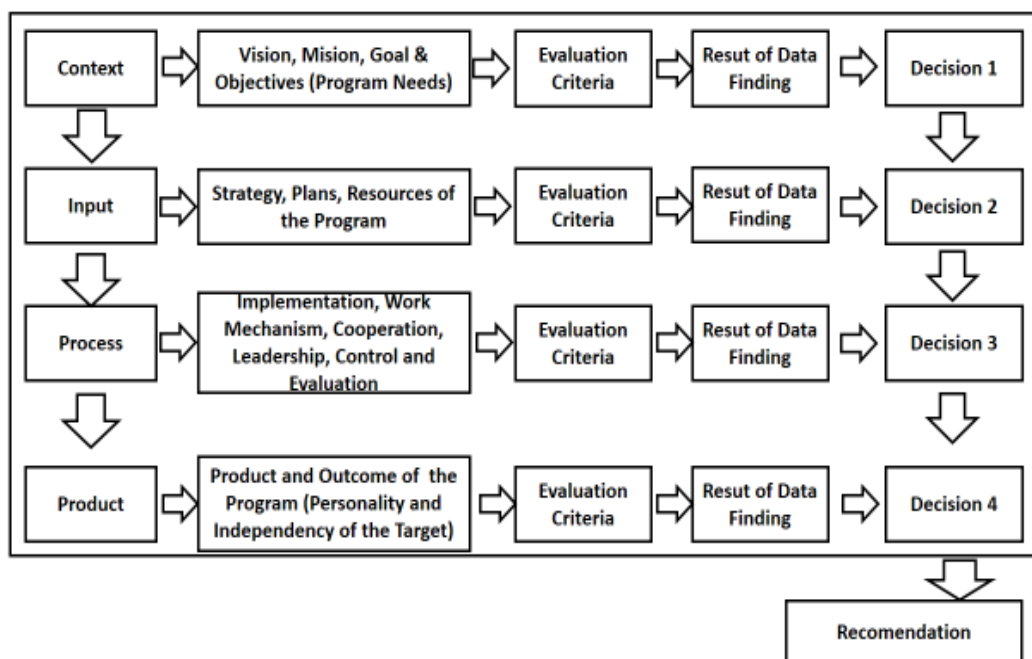 Context
Vision, Mision, Goal &
Objectives (Program Needs)
Evaluation
Criteria
Resut of Data
Finding
Decision 1
Input
Strategy, Plans, Resources of
the Program
Evaluation
Criteria
Resut of Data
Finding
Decision 2
Process
Implementation, Work
Mechanism, Cooperation,
Leadership, Control and
Evaluation
Evaluation
Criteria
Resut of Data
Finding
Decision 3
Product
Product and Outcome of the
Program (Personality and
Independency of the Target)
Evaluation
Criteria
Resut of Data
Finding
Decision 4
Recomendation